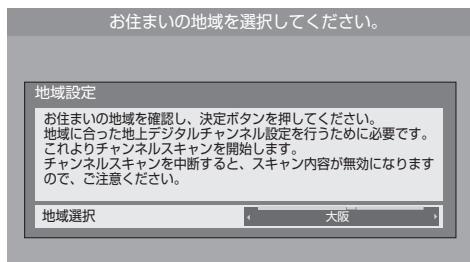 お住まいの地域を選択してください。
地域設定
お住まいの地域を確認し、決定ボタンを押してください。
地域に合った地上デジタルチャンネル設定を行うために必要です。
これよりチャンネルスキャンを開始します。
チャンネルスキャンを中断すると、スキャン内容が無効になります
ので、ご注意ください。
地域選択
大阪